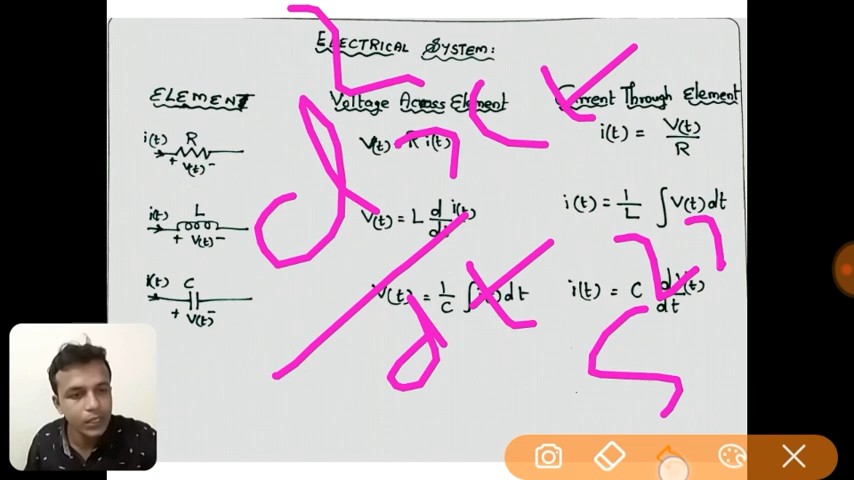 ELECTRICAL SYSTEM:
ELEMENT Voltage Across Element Current Through Element
i(t) R V(t) R i(t) i(t) = V(t)/R
+ V(t) -
i(t) L V(t) = L d/dt i(t) i(t) = 1/L ∫ V(t) dt
+ V(t) -
i(t) C V(t) = 1/C ∫ i(t) dt i(t) = C d/dt V(t)
+ V(t) -